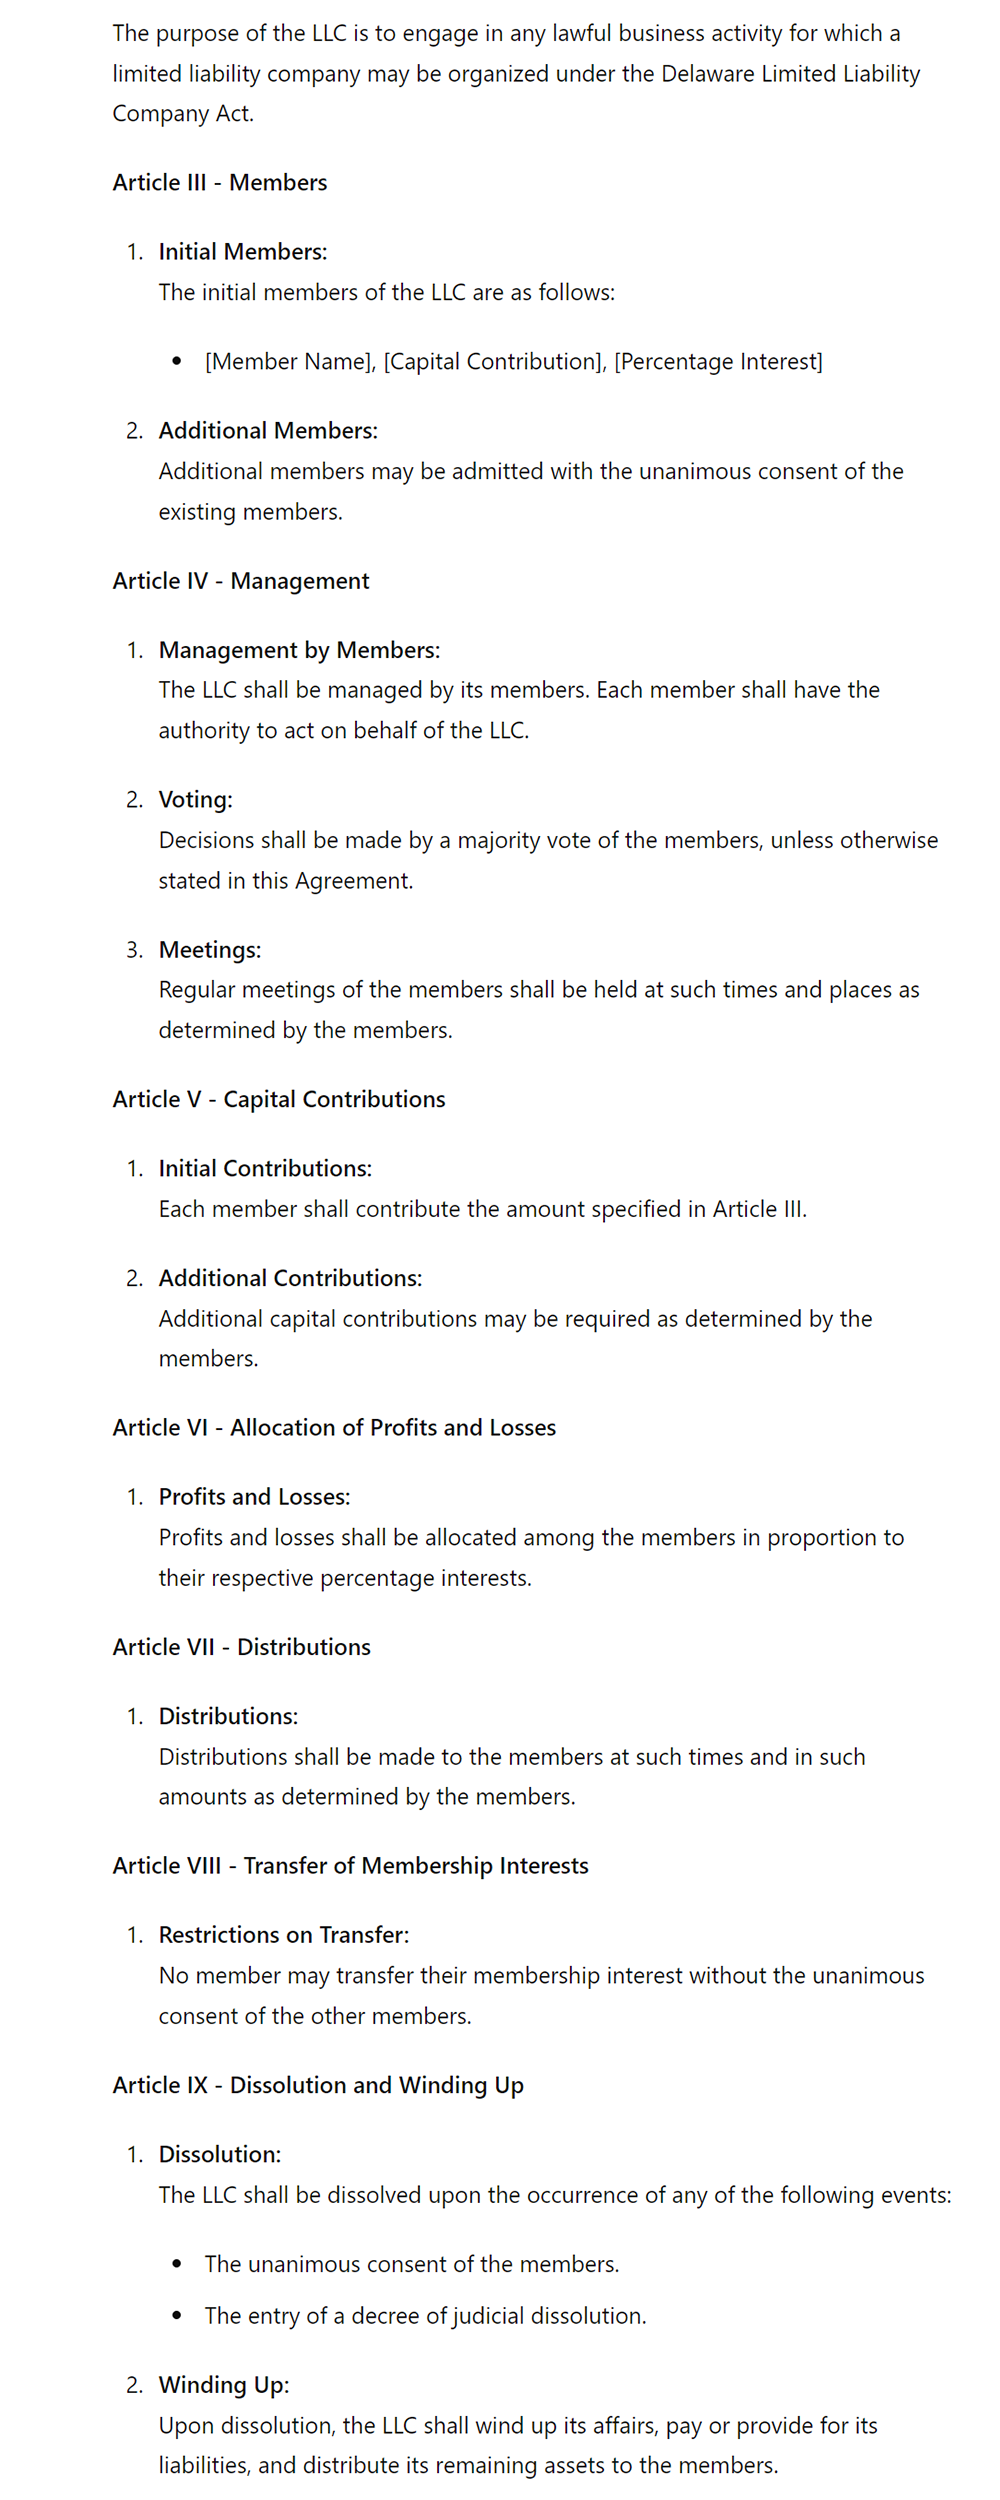 The purpose of the LLC is to engage in any lawful business activity for which a
limited liability company may be organized under the Delaware Limited Liability
Company Act.
Article III - Members
1. Initial Members:
The initial members of the LLC are as follows:
• [Member Name], [Capital Contribution], [Percentage Interest]
2. Additional Members:
Additional members may be admitted with the unanimous consent of the
existing members.
Article IV - Management
1. Management by Members:
The LLC shall be managed by its members. Each member shall have the
authority to act on behalf of the LLC.
2. Voting:
Decisions shall be made by a majority vote of the members, unless otherwise
stated in this Agreement.
3. Meetings:
Regular meetings of the members shall be held at such times and places as
determined by the members.
Article V - Capital Contributions
1. Initial Contributions:
Each member shall contribute the amount specified in Article III.
2. Additional Contributions:
Additional capital contributions may be required as determined by the
members.
Article VI - Allocation of Profits and Losses
1. Profits and Losses:
Profits and losses shall be allocated among the members in proportion to
their respective percentage interests.
Article VII - Distributions
1. Distributions:
Distributions shall be made to the members at such times and in such
amounts as determined by the members.
Article VIII - Transfer of Membership Interests
1. Restrictions on Transfer:
No member may transfer their membership interest without the unanimous
consent of the other members.
Article IX - Dissolution and Winding Up
1. Dissolution:
The LLC shall be dissolved upon the occurrence of any of the following events:
• The unanimous consent of the members.
• The entry of a decree of judicial dissolution.
2. Winding Up:
Upon dissolution, the LLC shall wind up its affairs, pay or provide for its
liabilities, and distribute its remaining assets to the members.